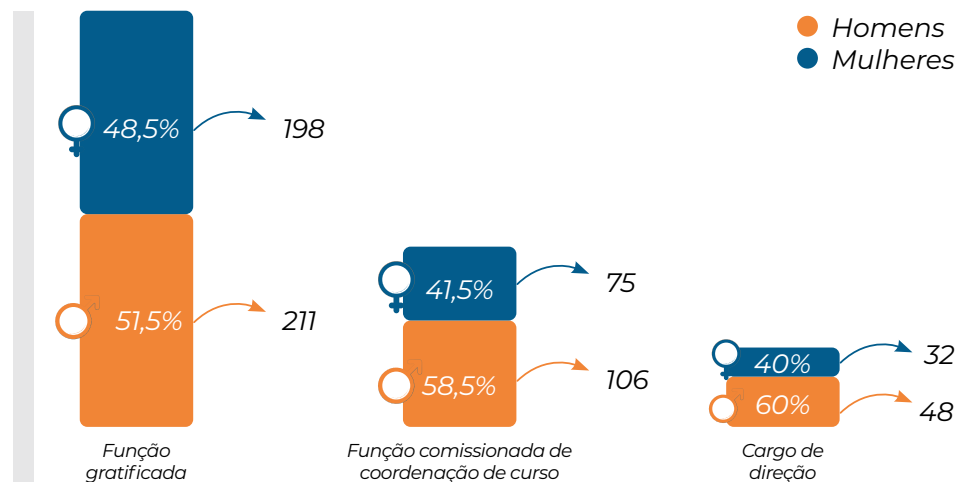 Homens
Mulheres
48,5%
198
51,5%
211
Função
gratificada
41,5%
75
58,5%
106
Função comissionada de
coordenação de curso
40%
32
60%
48
Cargo de
direção